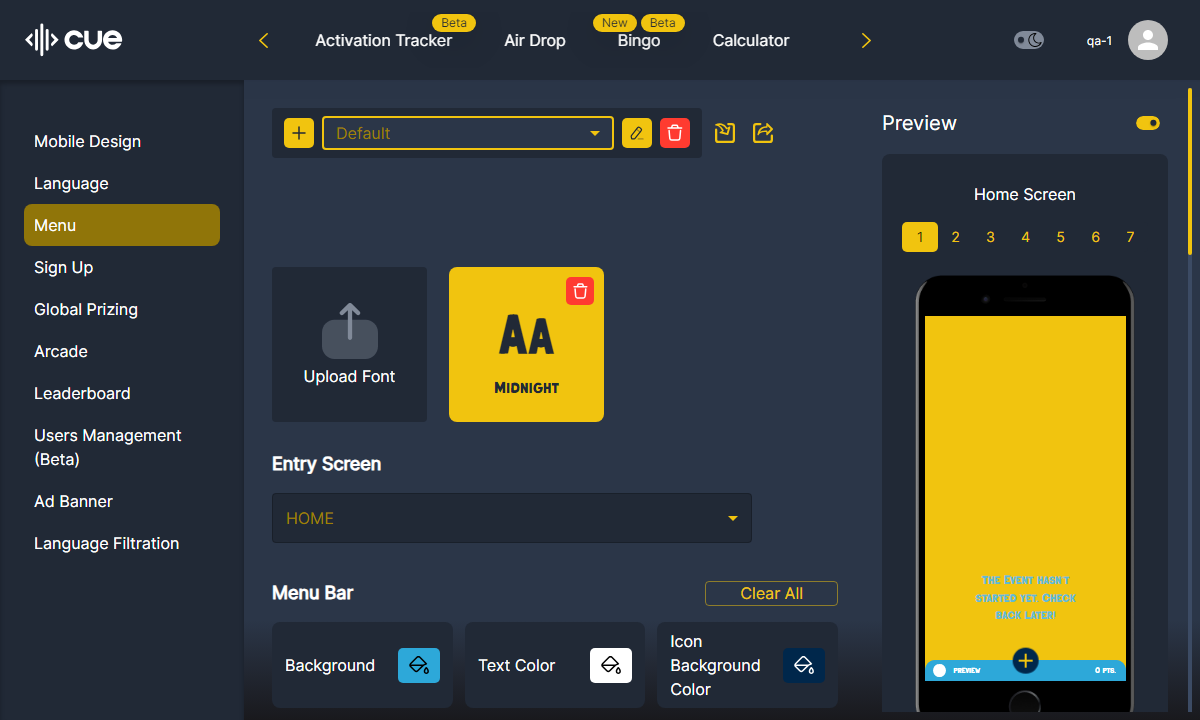 cue
Activation Tracker
Beta
Air Drop
New
Beta
Bingo
Calculator
qa-1
Mobile Design
Language
Menu
Sign Up
Global Prizing
Arcade
Leaderboard
Users Management
(Beta)
Ad Banner
Language Filtration
Default
Upload Font
AA
MIDNIGHT
Entry Screen
HOME
Menu Bar
Clear All
Background
Text Color
Icon
Background
Color
Preview
Home Screen
1 2 3 4 5 6 7
THE EVENT HASN'T
STARTED YET. CHECK
BACK LATER!
PREVIEW
0 PTS.